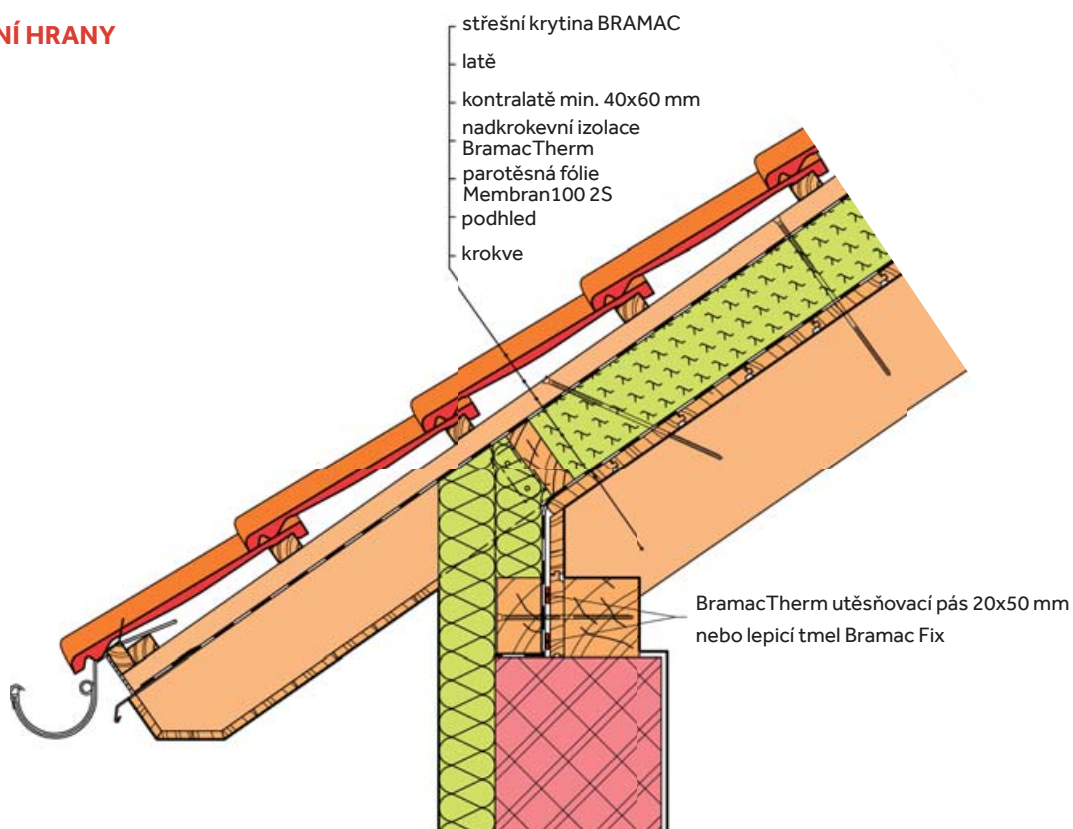 NÍ HRANY
střešní krytina BRAMAC
latě
kontralatě min. 40x60 mm
nadkrokevní izolace
BramacTherm
parotěsná fólie
Membran100 2S
podhled
krokve
BramacTherm utěsňovací pás 20x50 mm
nebo lepicí tmel Bramac Fix